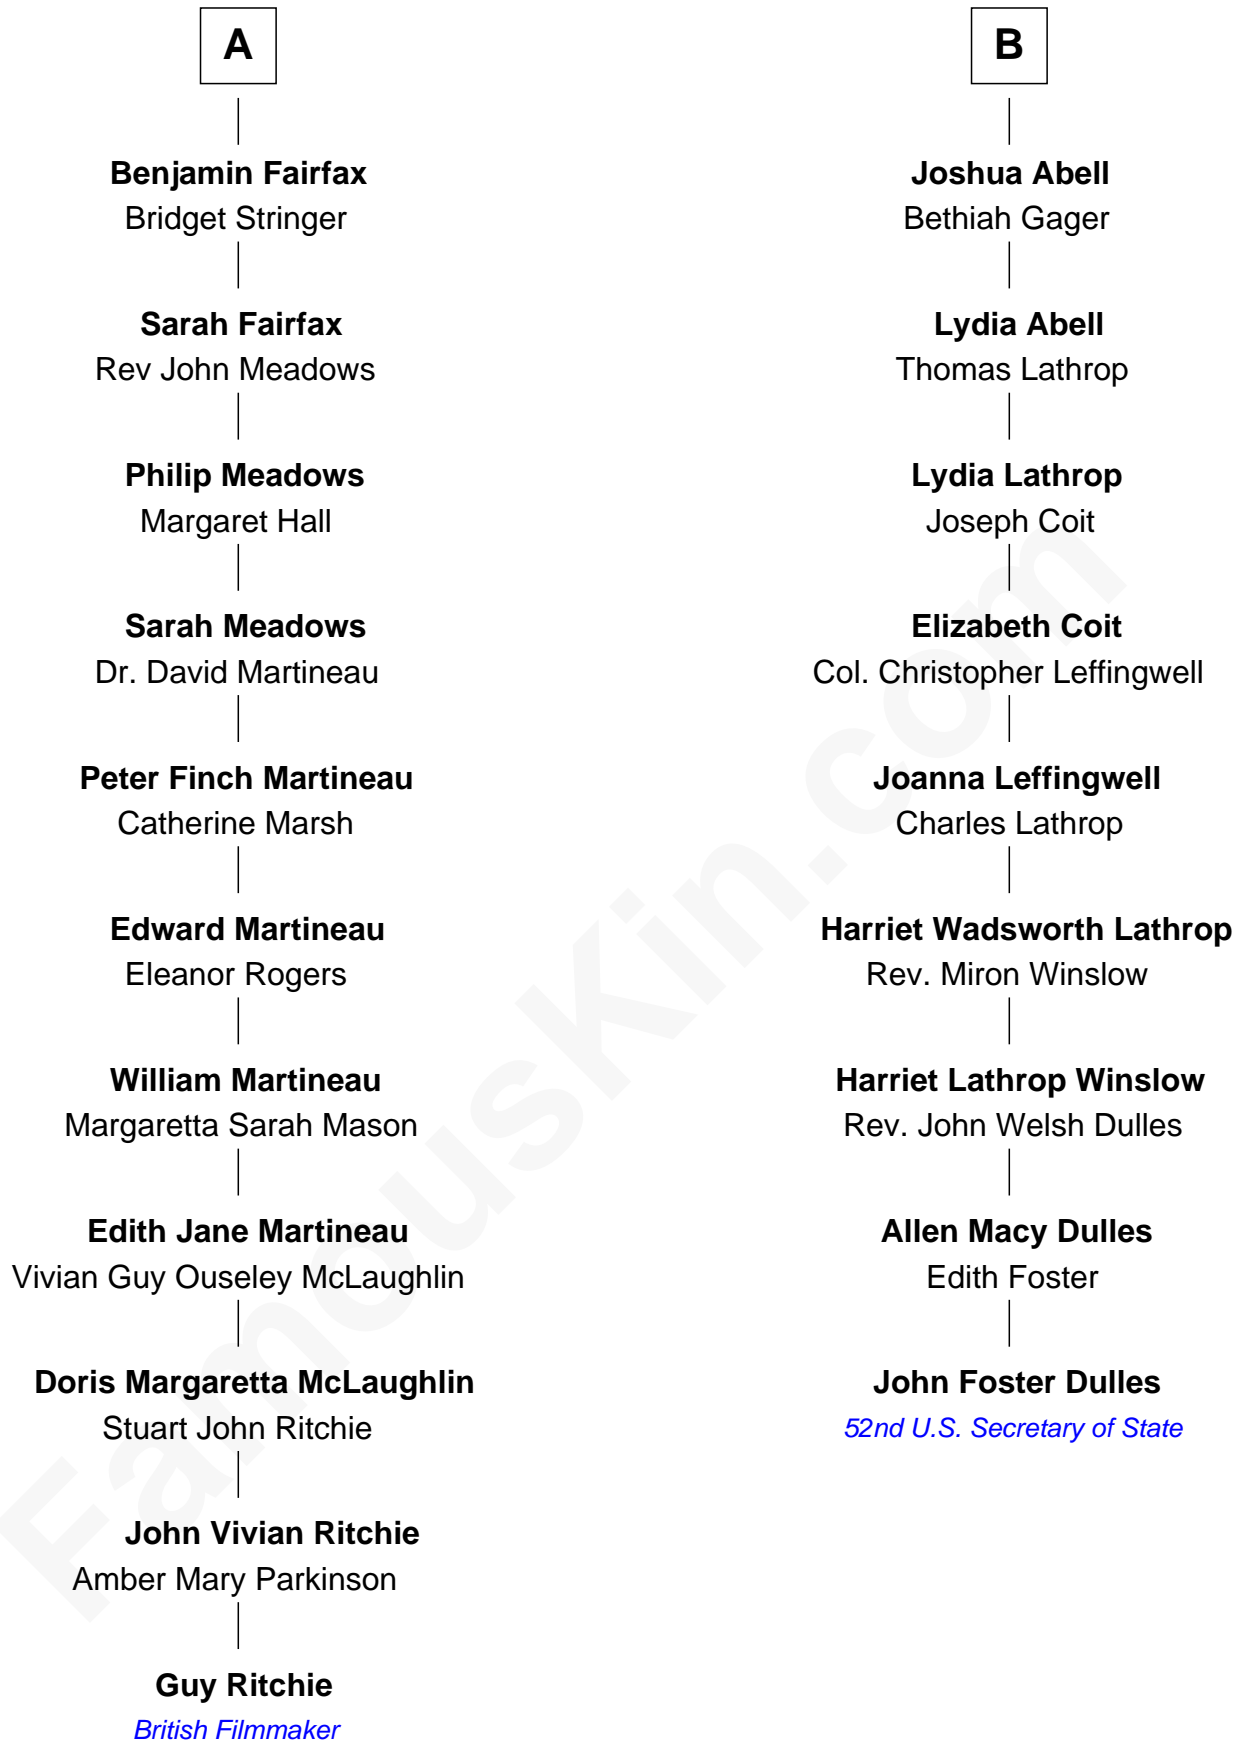 A
Benjamin Fairfax
Bridget Stringer
Sarah Fairfax
Rev John Meadows
Philip Meadows
Margaret Hall
Sarah Meadows
Dr. David Martineau
Peter Finch Martineau
Catherine Marsh
Edward Martineau
Eleanor Rogers
William Martineau
Margaretta Sarah Mason
Edith Jane Martineau
Vivian Guy Ouseley McLaughlin
Doris Margaretta McLaughlin
Stuart John Ritchie
John Vivian Ritchie
Amber Mary Parkinson
Guy Ritchie
British Filmmaker
B
Joshua Abell
Bethiah Gager
Lydia Abell
Thomas Lathrop
Lydia Lathrop
Joseph Coit
Elizabeth Coit
Col. Christopher Leffingwell
Joanna Leffingwell
Charles Lathrop
Harriet Wadsworth Lathrop
Rev. Miron Winslow
Harriet Lathrop Winslow
Rev. John Welsh Dulles
Allen Macy Dulles
Edith Foster
John Foster Dulles
52nd U.S. Secretary of State
FamousKin.com